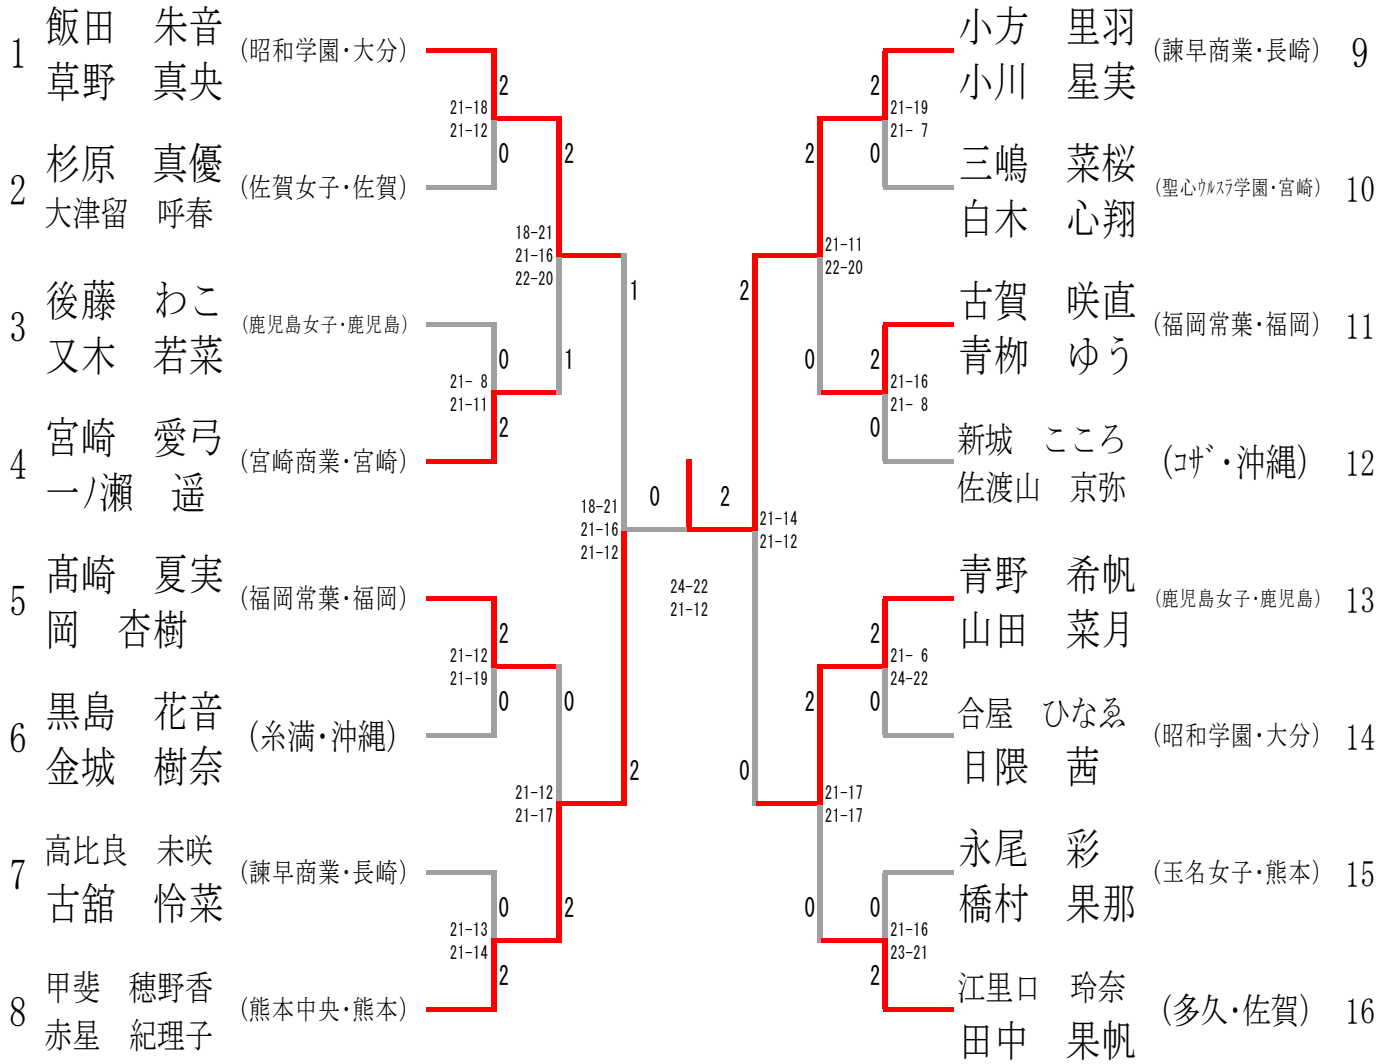 1 飯田　朱音 (昭和学園・大分)
草野　真央
2
21-18
21-12
0
2
2 杉原　真優 (佐賀女子・佐賀)
大津留　呼春
18-21
21-16
22-20
1
3 後藤　わこ (鹿児島女子・鹿児島)
又木　若菜
0
1
21- 8
21-11
2
4 宮崎　愛弓 (宮崎商業・宮崎)
一ノ瀬　遥
18-21
21-16
21-12
0
5 髙崎　夏実 (福岡常葉・福岡)
岡　杏樹
2
21-12
21-19
0
0
6 黒島　花音 (糸満・沖縄)
金城　樹奈
2
21-12
21-17
7 高比良　未咲 (諫早商業・長崎)
古舘　怜菜
0
2
21-13
21-14
2
8 甲斐　穂野香 (熊本中央・熊本)
赤星　紀理子
24-22
21-12
小方　里羽 (諫早商業・長崎) 9
小川　星実
2
21-19
21- 7
2
0
三嶋　菜桜 (聖心ウルスラ学園・宮崎) 10
白木　心翔
21-11
22-20
2
古賀　咲直 (福岡常葉・福岡) 11
青栁　ゆう
0
2
21-16
21- 8
0
新城　こころ (コザ・沖縄) 12
佐渡山　京弥
2
21-14
21-12
青野　希帆 (鹿児島女子・鹿児島) 13
山田　菜月
2
21- 6
24-22
2
0
合屋　ひなゑ (昭和学園・大分) 14
日隈　茜
0
21-17
21-17
永尾　彩 (玉名女子・熊本) 15
橋村　果那
0
0
21-16
23-21
2
江里口　玲奈 (多久・佐賀) 16
田中　果帆